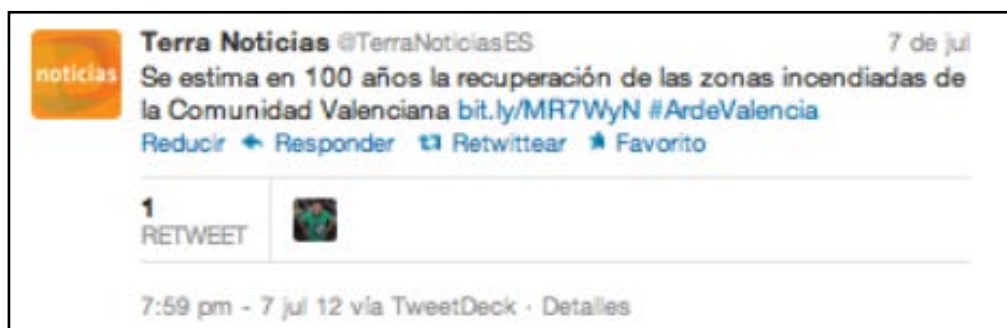 noticias
Terra Noticias @TerraNoticiasES 7 de jul
Se estima en 100 años la recuperación de las zonas incendiadas de
la Comunidad Valenciana bit.ly/MR7WyN #ArdeValencia
Reducir Responder Retwittear Favorito
1
RETWEET
7:59 pm - 7 jul 12 vía TweetDeck · Detalles